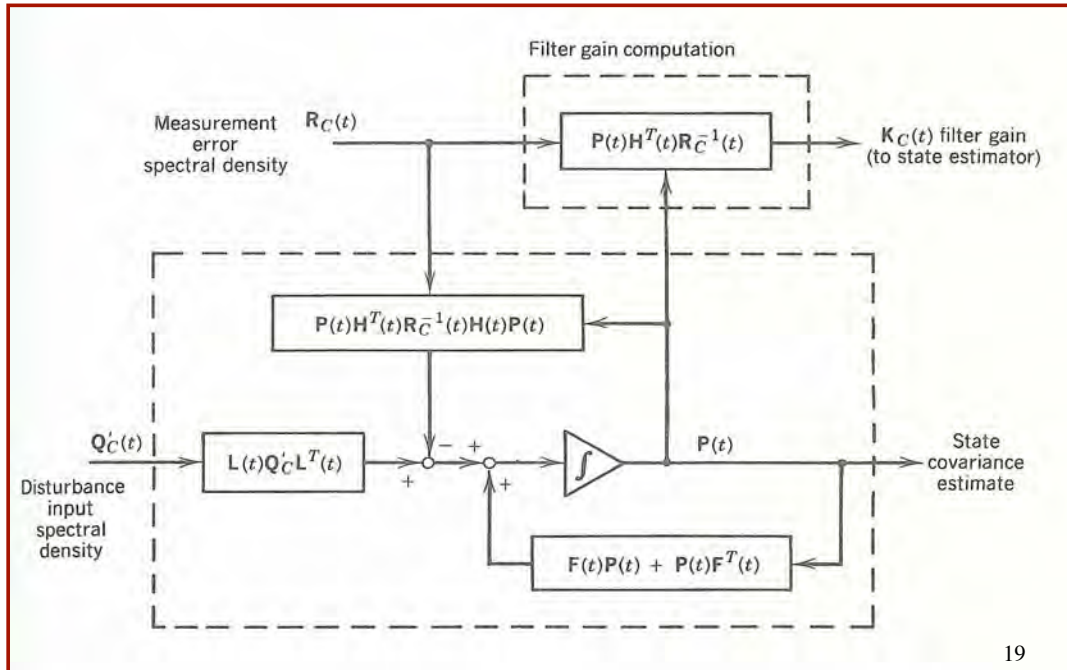 Filter gain computation
Measurement
error
spectral density
R_C(t)
P(t)H^T(t)R_C^{-1}(t)
K_C(t) filter gain
(to state estimator)
P(t)H^T(t)R_C^{-1}(t)H(t)P(t)
Q'_C(t)
L(t)Q'_C L^T(t)
− +
+ +
∫
P(t)
State
covariance
estimate
Disturbance
input
spectral
density
F(t)P(t) + P(t)F^T(t)
19